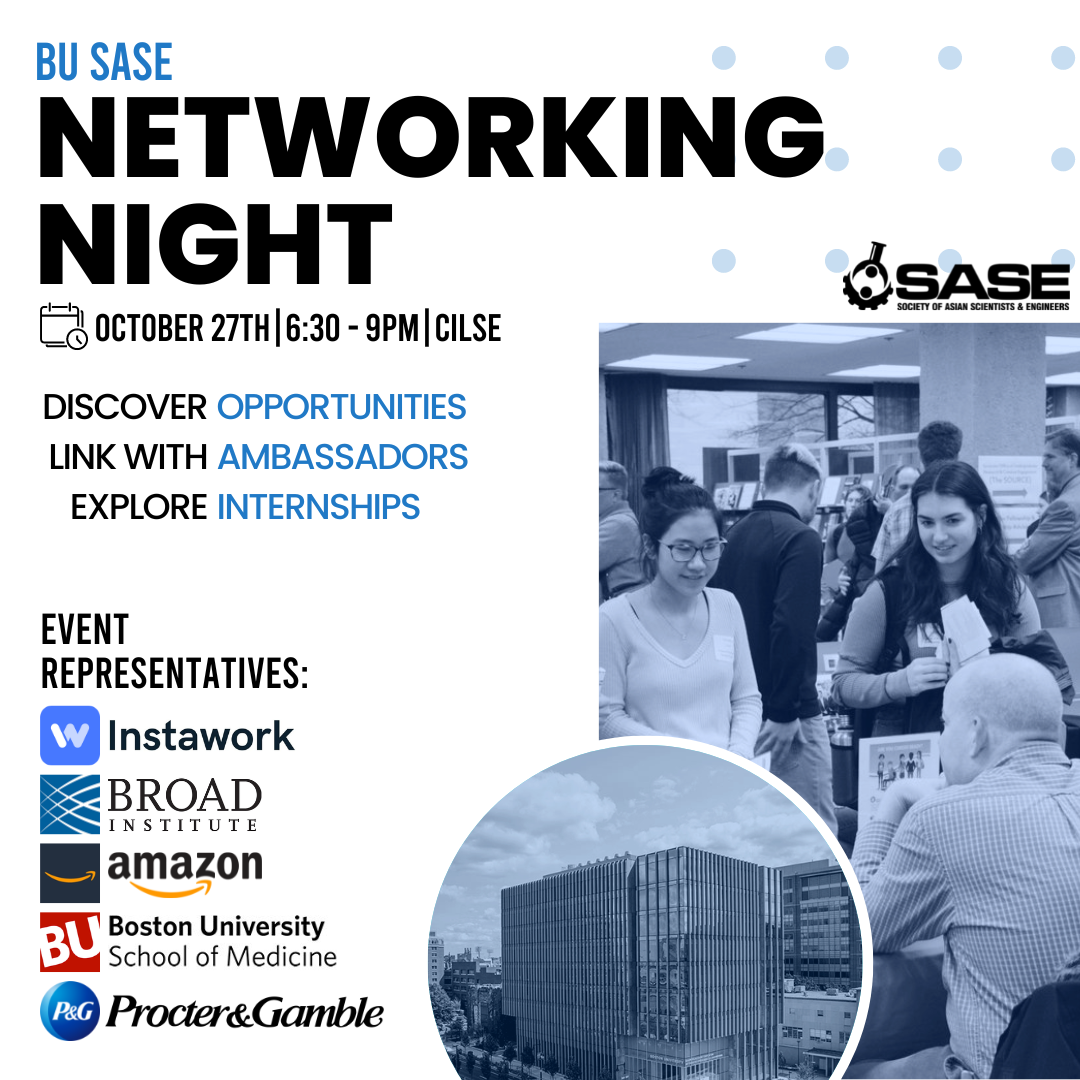 BU SASE
NETWORKING
NIGHT
SASE
SOCIETY OF ASIAN SCIENTISTS & ENGINEERS
OCTOBER 27TH|6:30 - 9PM|CILSE
DISCOVER OPPORTUNITIES
LINK WITH AMBASSADORS
EXPLORE INTERNSHIPS
EVENT
REPRESENTATIVES:
Instawork
BROAD
INSTITUTE
amazon
BU
Boston University
School of Medicine
P&G Procter&Gamble